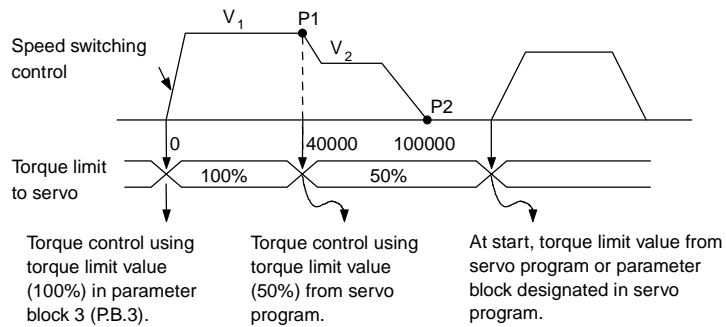 V1 P1
Speed switching
control
V2
P2
0 40000 100000
Torque limit
to servo
100% 50%
Torque control using
torque limit value
(100%) in parameter
block 3 (P.B.3).
Torque control using
torque limit value
(50%) from servo
program.
At start, torque limit value from
servo program or parameter
block designated in servo
program.